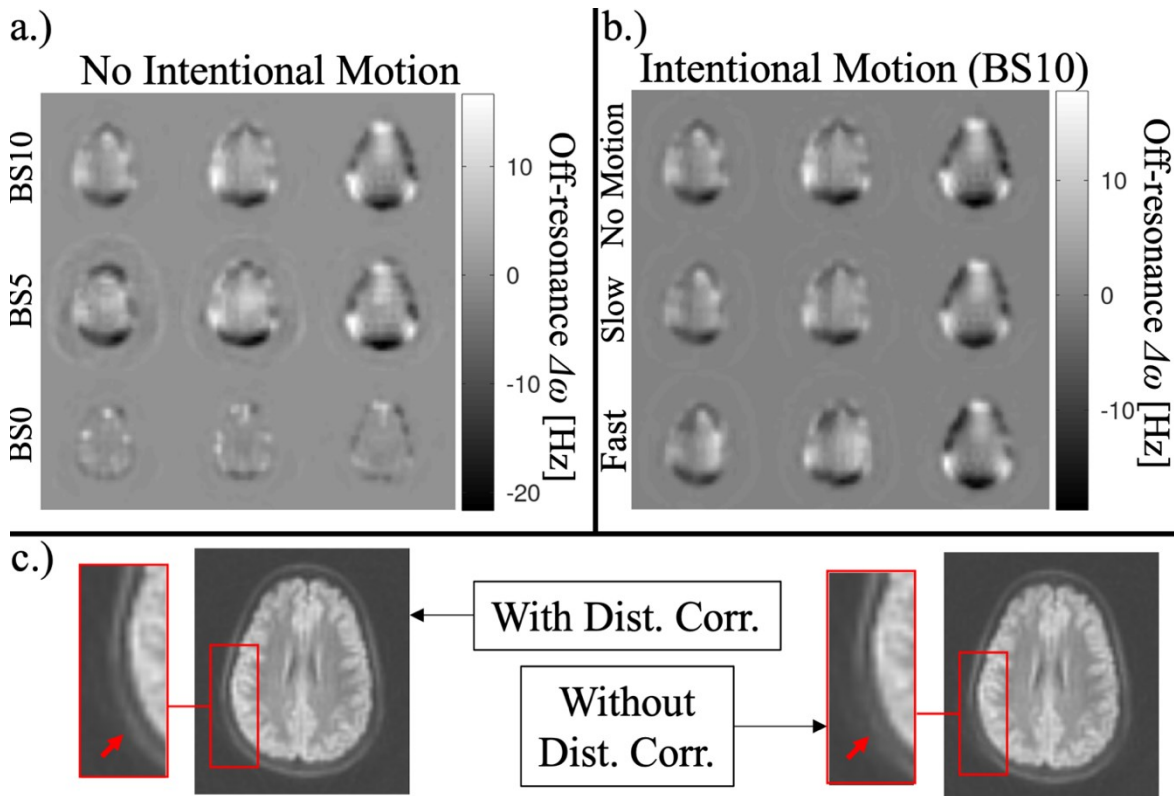 a.)
No Intentional Motion
BS10
BS5
BS0
10
0
-10
-20
Off-resonance Δω [Hz]
b.)
Intentional Motion (BS10)
No Motion
Slow
Fast
10
0
-10
Off-resonance Δω [Hz]
c.)
With Dist. Corr.
Without
Dist. Corr.